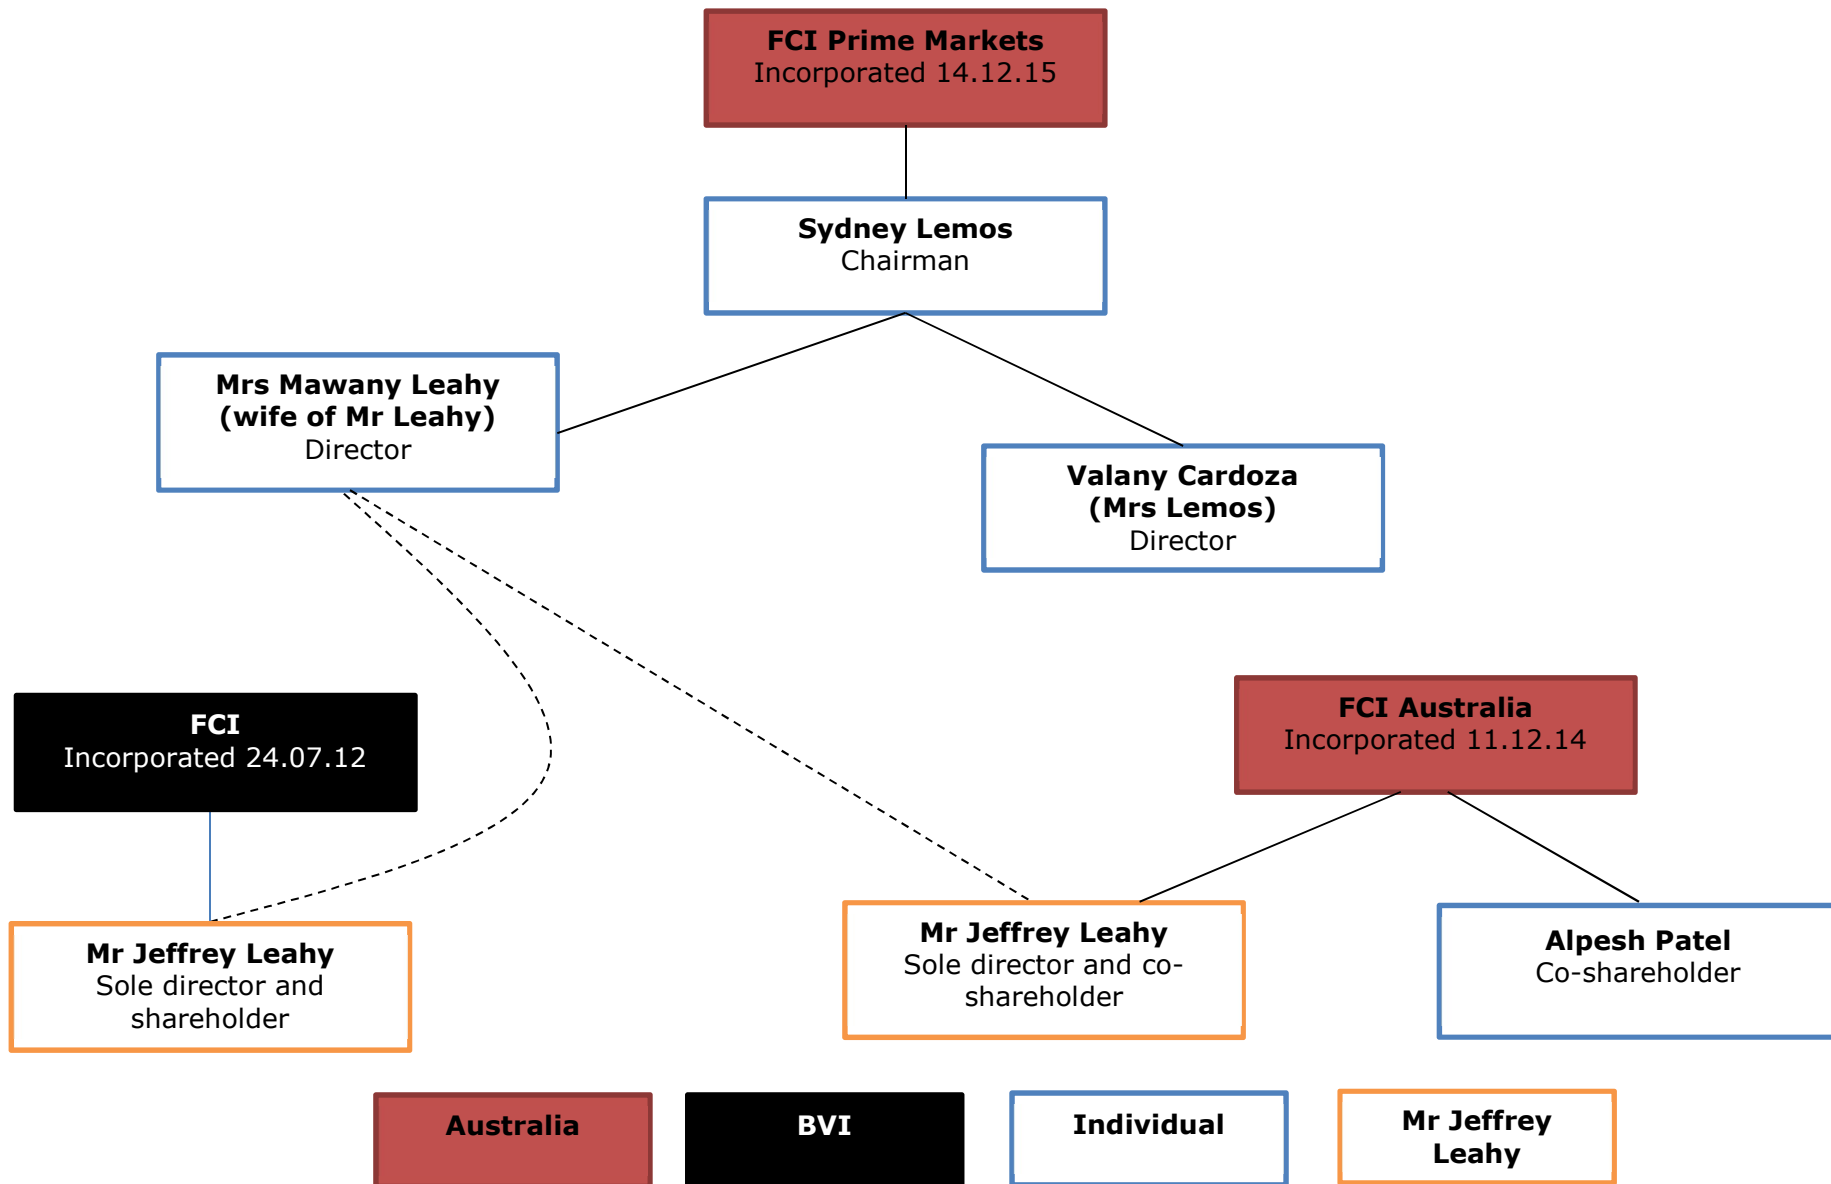 FCI Prime Markets
Incorporated 14.12.15
Sydney Lemos
Chairman
Mrs Mawany Leahy
(wife of Mr Leahy)
Director
Valany Cardoza
(Mrs Lemos)
Director
FCI
Incorporated 24.07.12
FCI Australia
Incorporated 11.12.14
Mr Jeffrey Leahy
Sole director and
shareholder
Mr Jeffrey Leahy
Sole director and co-
shareholder
Alpesh Patel
Co-shareholder
Australia
BVI
Individual
Mr Jeffrey
Leahy